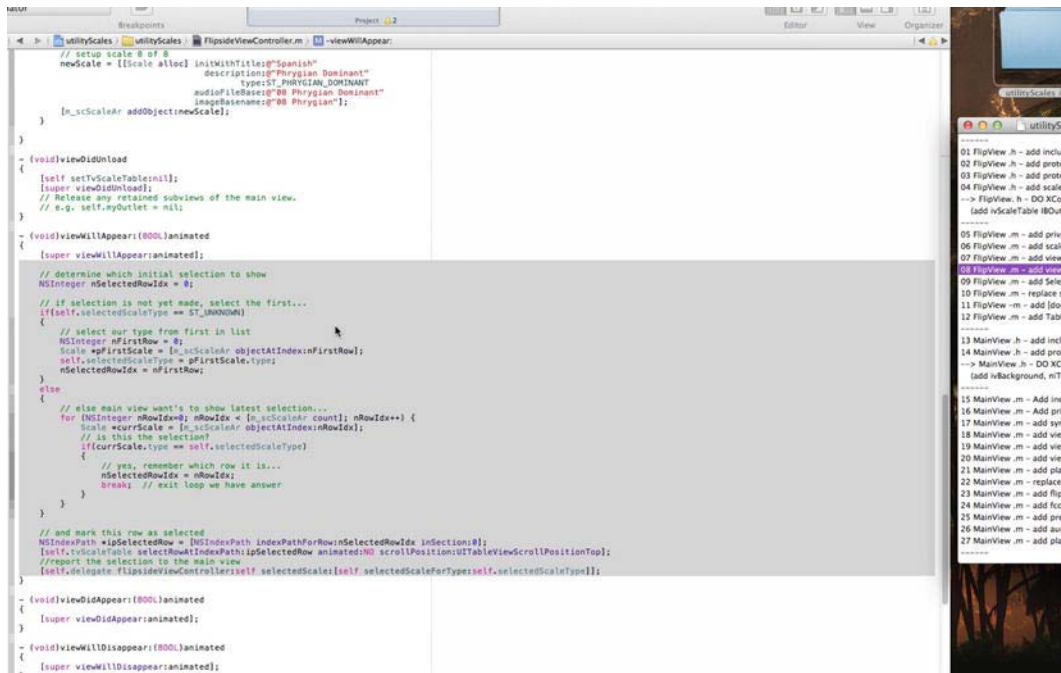 Breakpoints
Project 2
Editor View Organizer
utilityScales utilityScales FlipsideViewController.m -viewWillAppear:
// setup scale 8 of 8
newScale = [[Scale alloc] initWithTitle:@"Spanish"
description:@"Phrygian Dominant"
type:ST_PHRYGIAN_DOMINANT
audioFileBase:@"08 Phrygian Dominant"
imageBasename:@"08 Phrygian"];
[m_scScaleAr addObject:newScale];
}
}
- (void)viewDidUnload
{
[self setTvScaleTable:nil];
[super viewDidUnload];
// Release any retained subviews of the main view.
// e.g. self.myOutlet = nil;
}
- (void)viewWillAppear:(BOOL)animated
{
[super viewWillAppear:animated];
// determine which initial selection to show
NSInteger nSelectedRowIdx = 0;
// if selection is not yet made, select the first...
if(self.selectedScaleType == ST_UNKNOWN)
{
// select our type from first in list
NSInteger nFirstRow = 0;
Scale *pFirstScale = [m_scScaleAr objectAtIndex:nFirstRow];
self.selectedScaleType = pFirstScale.type;
nSelectedRowIdx = nFirstRow;
}
else
{
// else main view want's to show latest selection...
for (NSInteger nRowIdx=0; nRowIdx < [m_scScaleAr count]; nRowIdx++) {
Scale *currScale = [m_scScaleAr objectAtIndex:nRowIdx];
// is this the selection?
if(currScale.type == self.selectedScaleType)
{
// yes, remember which row it is...
nSelectedRowIdx = nRowIdx;
break; // exit loop we have answer
}
}
}
// and mark this row as selected
NSIndexPath *ipSelectedRow = [NSIndexPath indexPathForRow:nSelectedRowIdx inSection:0];
[self.tvScaleTable selectRowAtIndexPath:ipSelectedRow animated:NO scrollPosition:UITableViewScrollPositionTop];
//report the selection to the main view
[self.delegate flipsideViewController:self selectedScale:[self selectedScaleForType:self.selectedScaleType]];
}
- (void)viewDidAppear:(BOOL)animated
{
[super viewDidAppear:animated];
}
- (void)viewWillDisappear:(BOOL)animated
{
[super viewWillDisappear:animated];
utilityScales
utilityS
------
01 FlipView .h - add inclu
02 FlipView .h - add prot
03 FlipView .h - add prot
04 FlipView .h - add scale
--> FlipView. h - DO XCo
(add ivScaleTable IBOut
------
05 FlipView .m - add priv
06 FlipView .m - add scal
07 FlipView .m - add view
08 FlipView .m - add view
09 FlipView .m - add Sele
10 FlipView .m - replace s
11 FlipView -m - add [do
12 FlipView .m - add Tab
------
13 MainView .h - add incl
14 MainView .h - add pro
--> MainView .h - DO XC
(add ivBackground, niT
------
15 MainView .m - Add in
16 MainView .m - Add pri
17 MainView .m - add syn
18 MainView .m - add vie
19 MainView .m - add vie
20 MainView .m - add vie
21 MainView .m - add pla
22 MainView .m - replace
23 MainView .m - add flip
24 MainView .m - add fco
25 MainView .m - add pre
26 MainView .m - add au
27 MainView .m - add pla
------